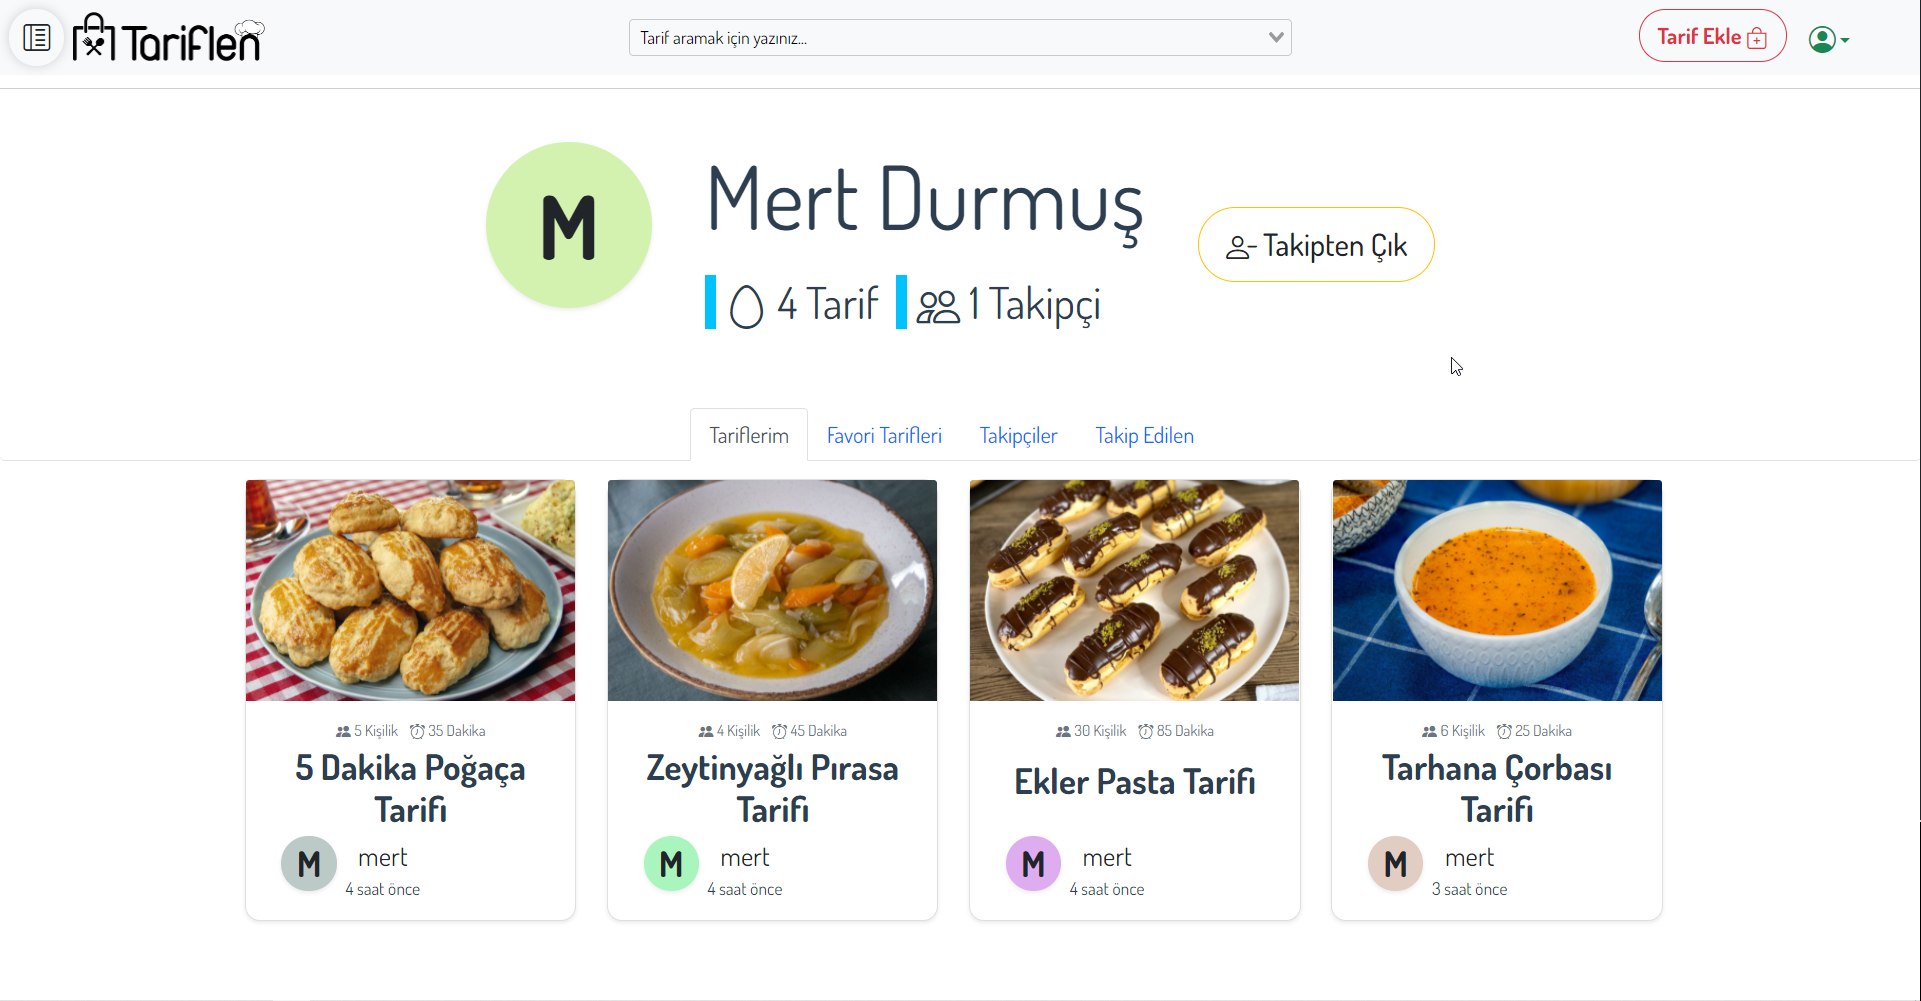 Tariflen
Tarif aramak için yazınız...
Tarif Ekle
M
Mert Durmuş
4 Tarif
1 Takipçi
Takipten Çık
Tariflerim
Favori Tarifleri
Takipçiler
Takip Edilen
5 Kişilik 35 Dakika
5 Dakika Poğaça
Tarifi
M
mert
4 saat önce
4 Kişilik 45 Dakika
Zeytinyağlı Pırasa
Tarifi
M
mert
4 saat önce
30 Kişilik 85 Dakika
Ekler Pasta Tarifi
M
mert
4 saat önce
6 Kişilik 25 Dakika
Tarhana Çorbası
Tarifi
M
mert
3 saat önce